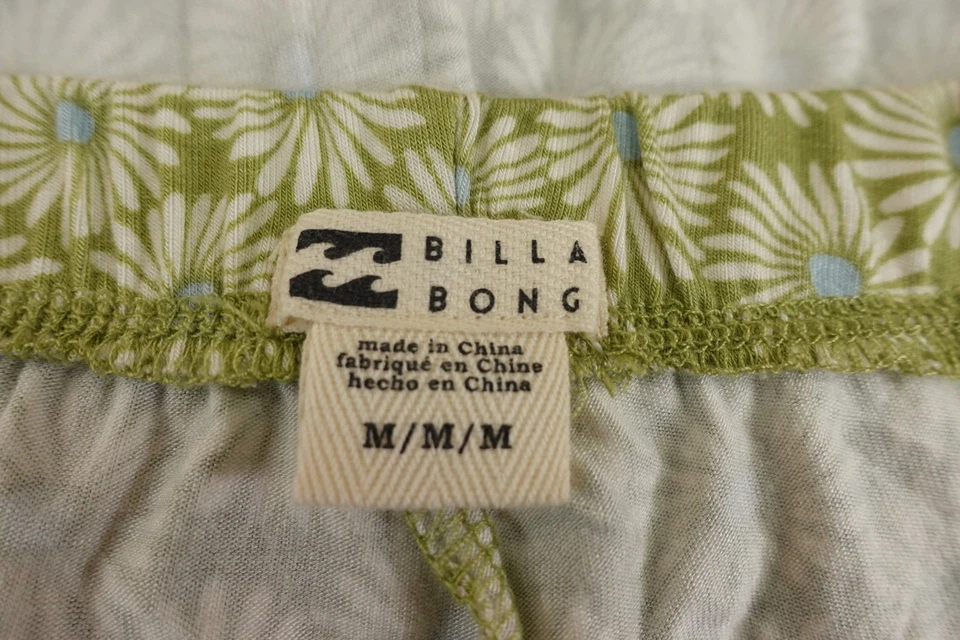 BILLA
BONG
made in China
fabriqué en Chine
hecho en China
M/M/M